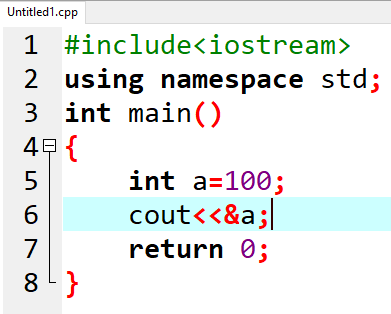 Untitled1.cpp
1 #include<iostream>
2 using namespace std;
3 int main()
4 {
5 int a=100;
6 cout<<&a;
7 return 0;
8 }